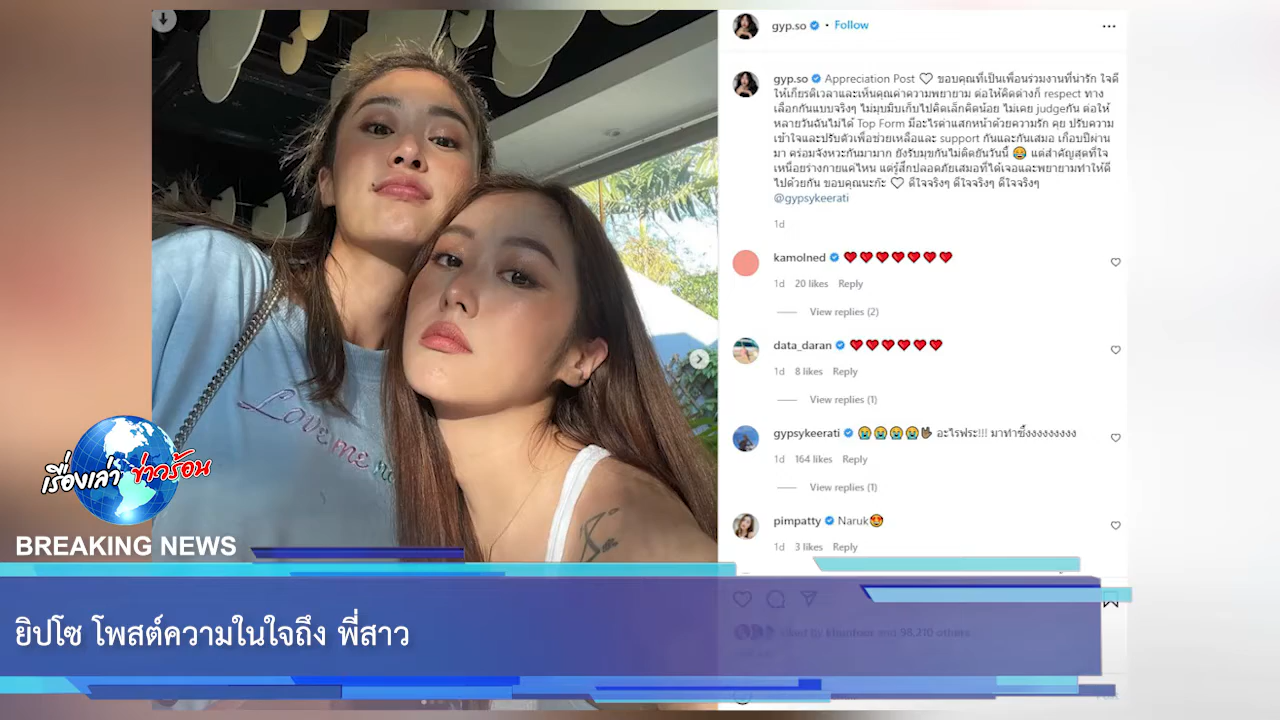 gyp.so • Follow
gyp.so Appreciation Post ♡ ขอบคุณที่เป็นเพื่อนร่วมงานที่น่ารัก ใจดี
ให้เกียรติเวลาและเห็นคุณค่าความพยายาม ต่อให้คิดต่างก็ respect ทาง
เลือกกันแบบจริงๆ ไม่มุบมิบเก็บไปคิดเล็กคิดน้อย ไม่เคย judgeกัน ต่อให้
หลายวันฉันไม่ได้ Top Form มีอะไรด่าแสกหน้าด้วยความรัก คุย ปรับความ
เข้าใจและปรับตัวเพื่อช่วยเหลือและ support กันและกันเสมอ เกือบปีผ่าน
มา คร่อมจังหวะกันมามาก ยังรับมุขกันไม่ติดยันวันนี้ 😂 แต่สำคัญสุดที่ใจ
เหนื่อยร่างกายแค่ไหน แต่รู้สึกปลอดภัยเสมอที่ได้เจอและพยายามทำให้ดี
ไปด้วยกัน ขอบคุณนะก๊ะ ♡ ดีใจจริงๆ ดีใจจริงๆ ดีใจจริงๆ
@gypsykeerati
1d
kamolned ❤❤❤❤❤❤❤
1d 20 likes Reply
View replies (2)
data_daran ❤❤❤❤❤❤
1d 8 likes Reply
View replies (1)
gypsykeerati 😭😭😭😭🤟 อะไรฟระ!!! มาทำซึ้งงงงงงงงง
1d 164 likes Reply
View replies (1)
pimpatty Naruk😍
1d 3 likes Reply
Love me
เรื่องเล่า ข่าวร้อน
BREAKING NEWS
ยิปโซ โพสต์ความในใจถึง พี่สาว
and 98,210 others